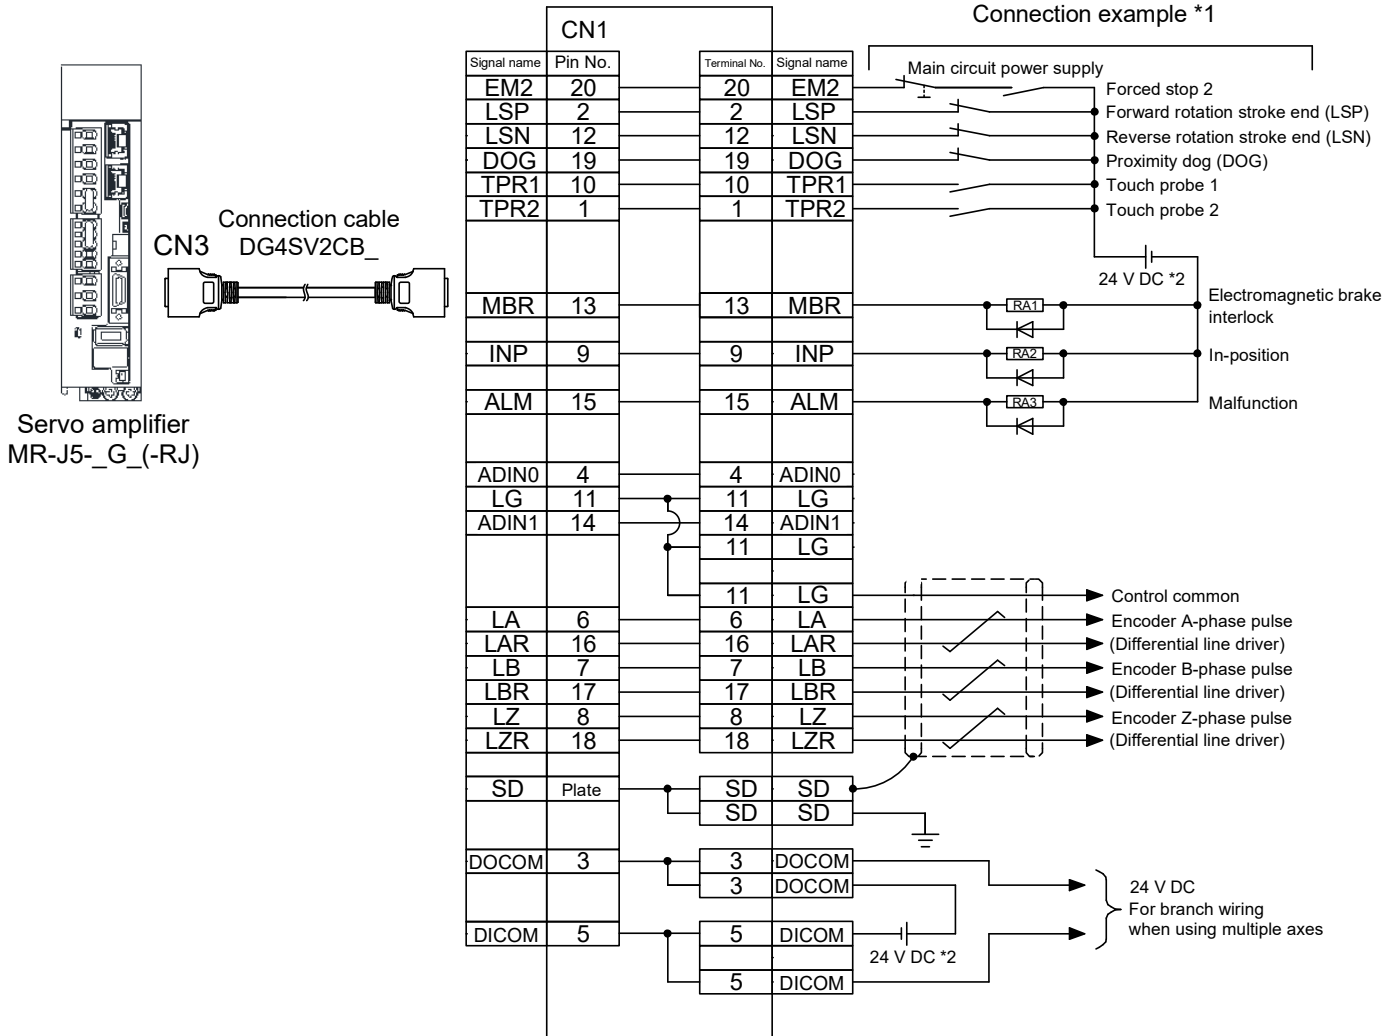 Connection example *1
CN1
Signal name Pin No. Terminal No. Signal name
Main circuit power supply
EM2 20 20 EM2 Forced stop 2
LSP 2 2 LSP Forward rotation stroke end (LSP)
LSN 12 12 LSN Reverse rotation stroke end (LSN)
DOG 19 19 DOG Proximity dog (DOG)
TPR1 10 10 TPR1 Touch probe 1
TPR2 1 1 TPR2 Touch probe 2
Connection cable
CN3 DG4SV2CB_
24 V DC *2
MBR 13 13 MBR RA1 Electromagnetic brake
interlock
INP 9 9 INP RA2 In-position
ALM 15 15 ALM RA3 Malfunction
Servo amplifier
MR-J5-_G_(-RJ)
ADIN0 4 4 ADIN0
LG 11 11 LG
ADIN1 14 14 ADIN1
11 LG
11 LG Control common
LA 6 6 LA Encoder A-phase pulse
LAR 16 16 LAR (Differential line driver)
LB 7 7 LB Encoder B-phase pulse
LBR 17 17 LBR (Differential line driver)
LZ 8 8 LZ Encoder Z-phase pulse
LZR 18 18 LZR (Differential line driver)
SD Plate SD SD
SD SD
DOCOM 3 3 DOCOM
3 DOCOM 24 V DC
For branch wiring
when using multiple axes
DICOM 5 5 DICOM
24 V DC *2
5 DICOM